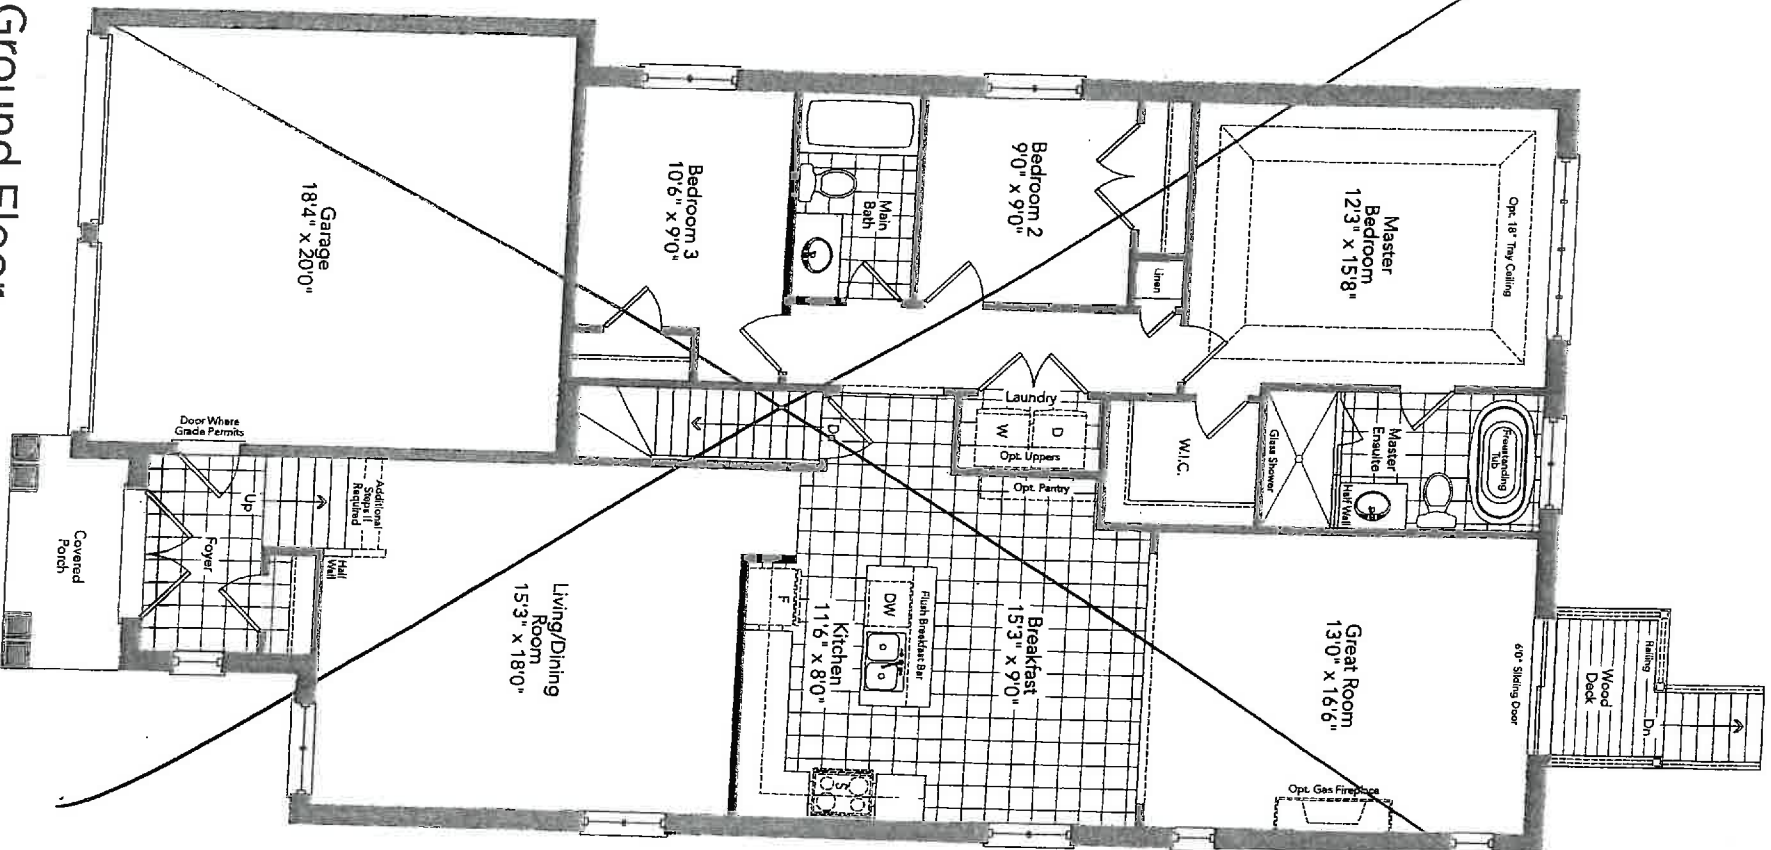 Ground Floor
Garage
18'4" x 20'0"
Door Where
Grade Permits
Covered
Porch
Foyer
Up
Additional
Steps If
Required
Half
Wall
Bedroom 3
10'6" x 9'0"
Main
Bath
Bedroom 2
9'0" x 9'0"
Linen
Master
Bedroom
12'3" x 15'8"
Opt. 18" Tray Ceiling
Dn
Laundry
W
D
Opt. Uppers
Opt. Pantry
W.I.C.
Glass Shower
Master
Ensuite
Half Wall
Freestanding
Tub
Living/Dining
Room
15'3" x 18'0"
F
Kitchen
11'6" x 8'0"
DW
Flush Breakfast Bar
S
Breakfast
15'3" x 9'0"
Great Room
13'0" x 16'6"
Opt. Gas Fireplace
6'0" Sliding Door
Wood
Deck
Railing
Dn